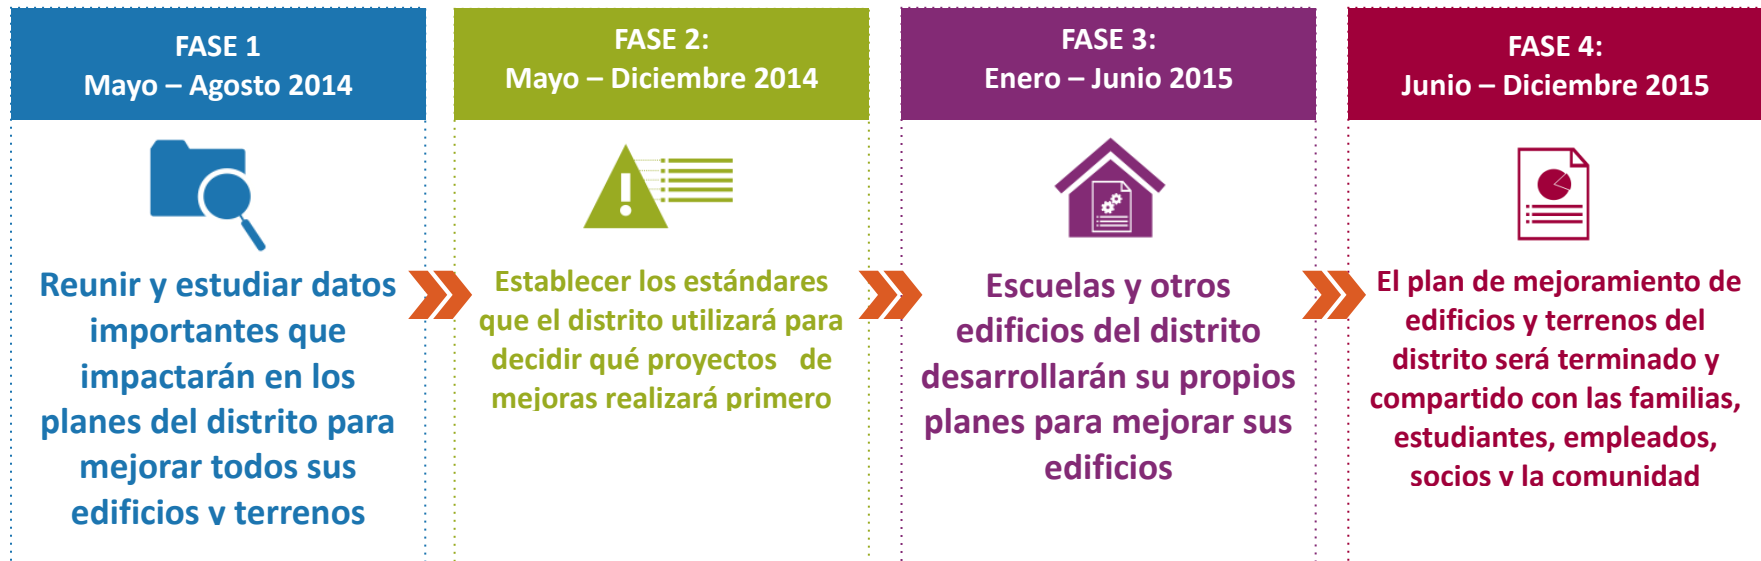 FASE 1
Mayo – Agosto 2014
Reunir y estudiar datos
importantes que
impactarán en los
planes del distrito para
mejorar todos sus
edificios y terrenos
FASE 2:
Mayo – Diciembre 2014
Establecer los estándares
que el distrito utilizará para
decidir qué proyectos de
mejoras realizará primero
FASE 3:
Enero – Junio 2015
Escuelas y otros
edificios del distrito
desarrollarán su propios
planes para mejorar sus
edificios
FASE 4:
Junio – Diciembre 2015
El plan de mejoramiento de
edificios y terrenos del
distrito será terminado y
compartido con las familias,
estudiantes, empleados,
socios y la comunidad